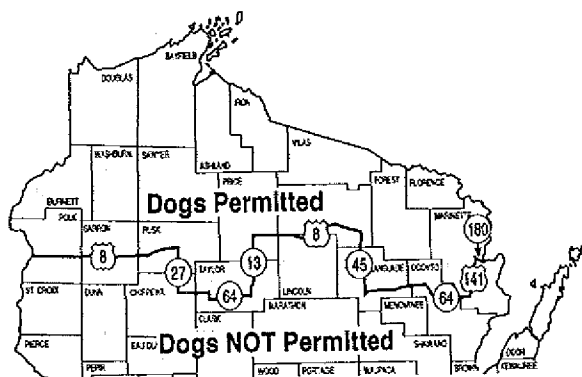 BAYFIELD
DOUGLAS
IRON
VILAS
WASHBURN
SAWYER
ASHLAND
PRICE
FOREST
FLORENCE
Dogs Permitted
BURNETT
POLK
BARRON
RUSK
MARINETTE
180
8
8
13
27
45
141
TAYLOR
LANGLADE
OCONTO
64
64
ST CROIX
DUNN
CHIPPEWA
LINCOLN
MARATHON
MENOMINEE
CLARK
Dogs NOT Permitted
PIERCE
EAU CLAIRE
SHAWANO
DOOR
PEPIN
WOOD
PORTAGE
WAUPACA
BROWN
KEWAUNEE